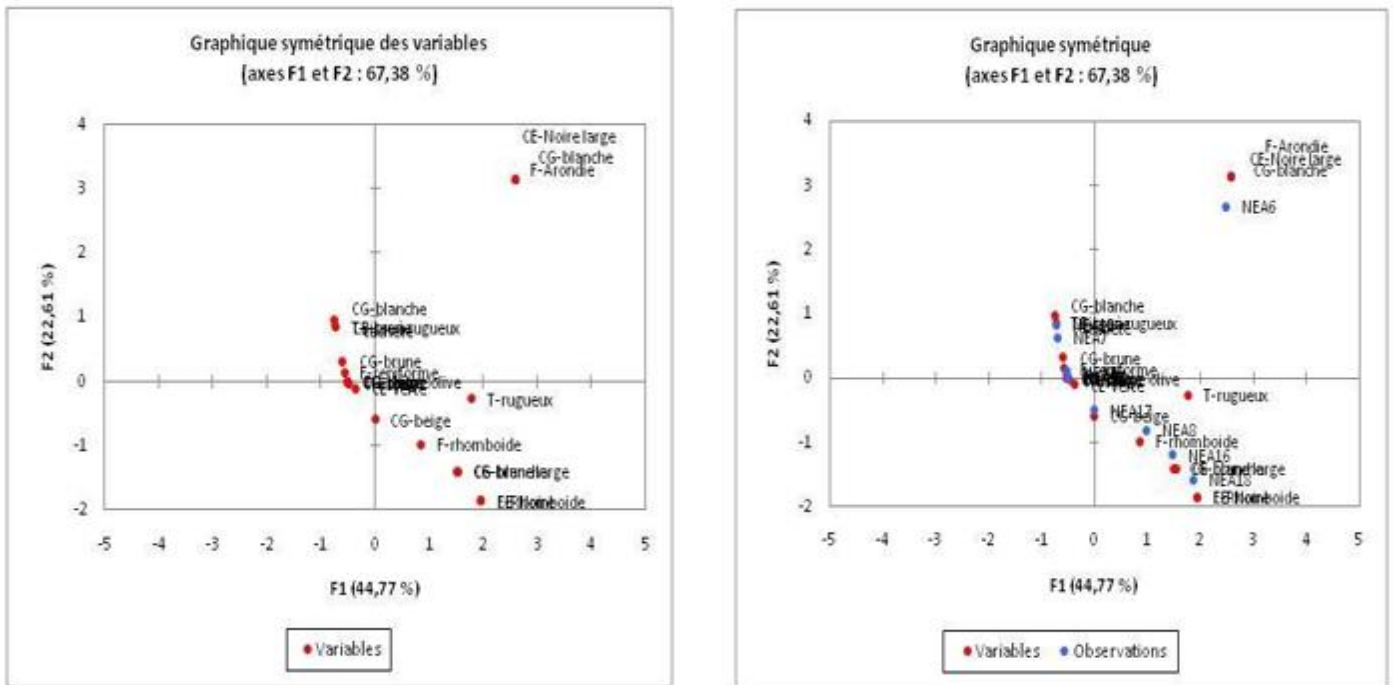 Graphique symétrique des variables
(axes F1 et F2 : 67,38 %)
4
3
2
1
0
-1
-2
F2 (22,61 %)
CE-Noire large
CG-blanche
F-Arondie
CG-blanche
CG-brune
T-rugueux
CG-beige
F-rhomboide
-5 -4 -3 -2 -1 0 1 2 3 4 5
F1 (44,77 %)
Variables
Graphique symétrique
(axes F1 et F2 : 67,38 %)
4
3
2
1
0
-1
-2
F2 (22,61 %)
F-Arondie
CE-Noire large
CG-blanche
NEA6
CG-blanche
NEA7
CG-brune
T-rugueux
NEA17
CG-beige
NEA8
F-rhomboide
NEA16
NEA18
-5 -4 -3 -2 -1 0 1 2 3 4 5
F1 (44,77 %)
Variables Observations